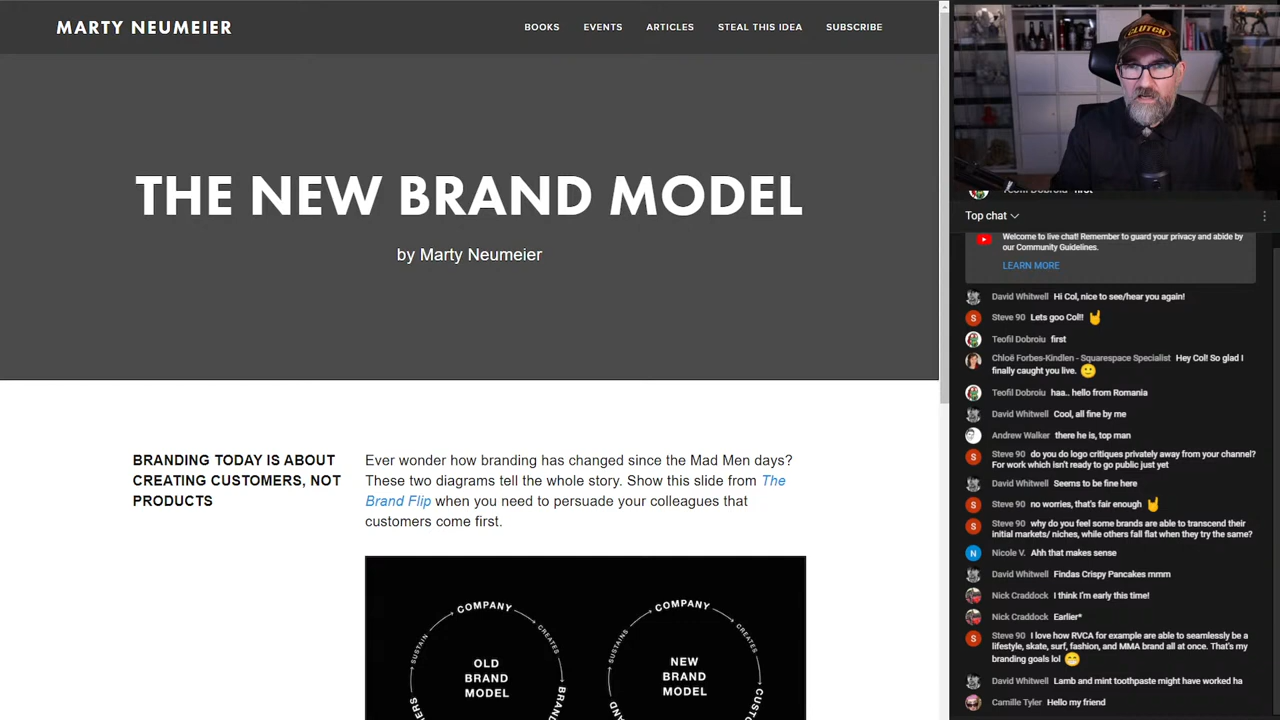 MARTY NEUMEIER
BOOKS EVENTS ARTICLES STEAL THIS IDEA SUBSCRIBE
THE NEW BRAND MODEL
by Marty Neumeier
BRANDING TODAY IS ABOUT
CREATING CUSTOMERS, NOT
PRODUCTS
Ever wonder how branding has changed since the Mad Men days?
These two diagrams tell the whole story. Show this slide from The
Brand Flip when you need to persuade your colleagues that
customers come first.
COMPANY
CREATES
SUSTAIN
OLD
BRAND
MODEL
COMPANY
CREATES
SUSTAINS
NEW
BRAND
MODEL
CLUTCH
Teofil Dobroiu first
Top chat
Welcome to live chat! Remember to guard your privacy and abide by
our Community Guidelines.
LEARN MORE
David Whitwell Hi Col, nice to see/hear you again!
S Steve 90 Lets goo Col!!
Teofil Dobroiu first
Chloë Forbes-Kindlen - Squarespace Specialist Hey Col! So glad I
finally caught you live.
Teofil Dobroiu haa.. hello from Romania
David Whitwell Cool, all fine by me
Andrew Walker there he is, top man
S Steve 90 do you do logo critiques privately away from your channel?
For work which isn't ready to go public just yet
David Whitwell Seems to be fine here
S Steve 90 no worries, that's fair enough
S Steve 90 why do you feel some brands are able to transcend their
initial markets/ niches, while others fall flat when they try the same?
N Nicole V. Ahh that makes sense
David Whitwell Findas Crispy Pancakes mmm
Nick Craddock I think I'm early this time!
Nick Craddock Earlier*
S Steve 90 I love how RVCA for example are able to seamlessly be a
lifestyle, skate, surf, fashion, and MMA brand all at once. That's my
branding goals lol
David Whitwell Lamb and mint toothpaste might have worked ha
Camille Tyler Hello my friend